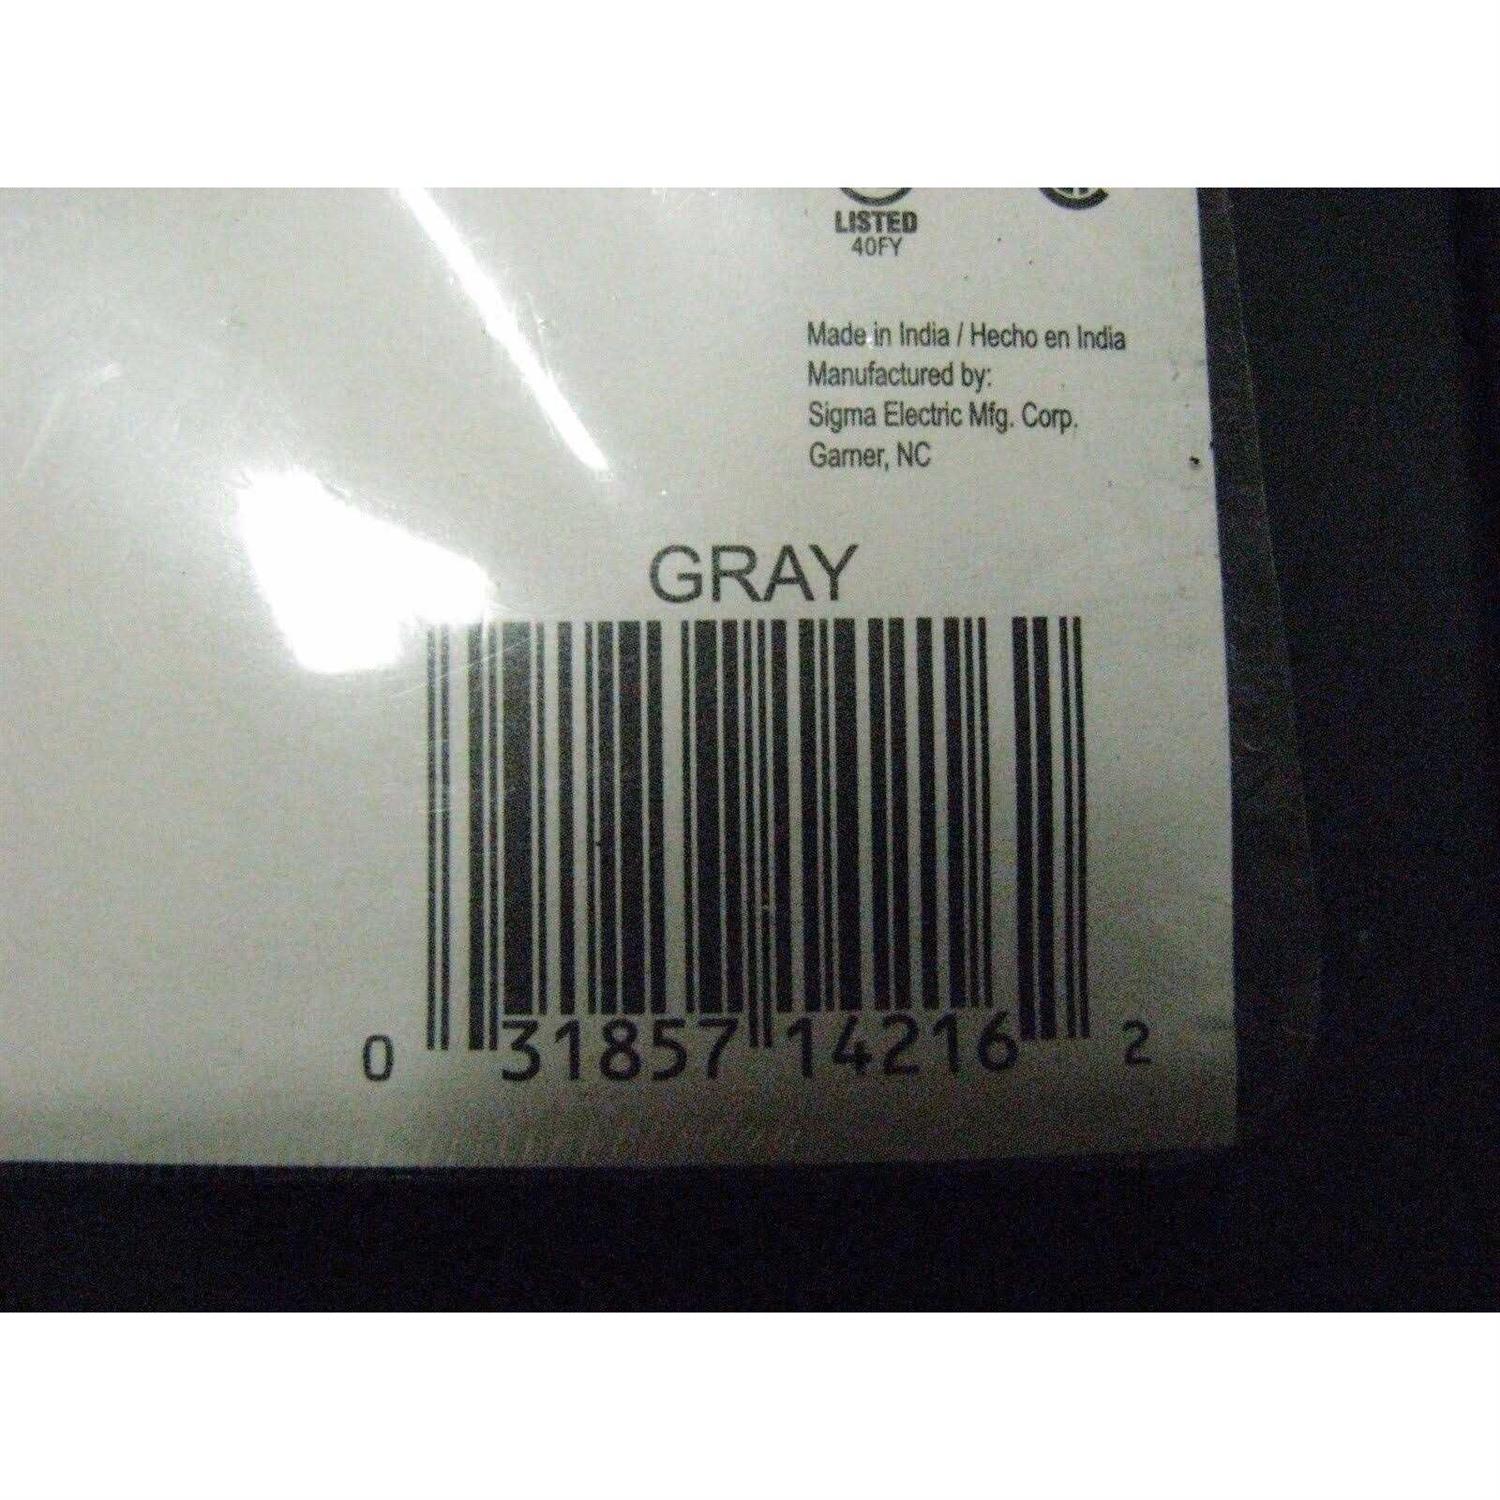 LISTED
40FY
Made in India / Hecho en India
Manufactured by:
Sigma Electric Mfg. Corp.
Garner, NC
GRAY
0 31857 14216 2